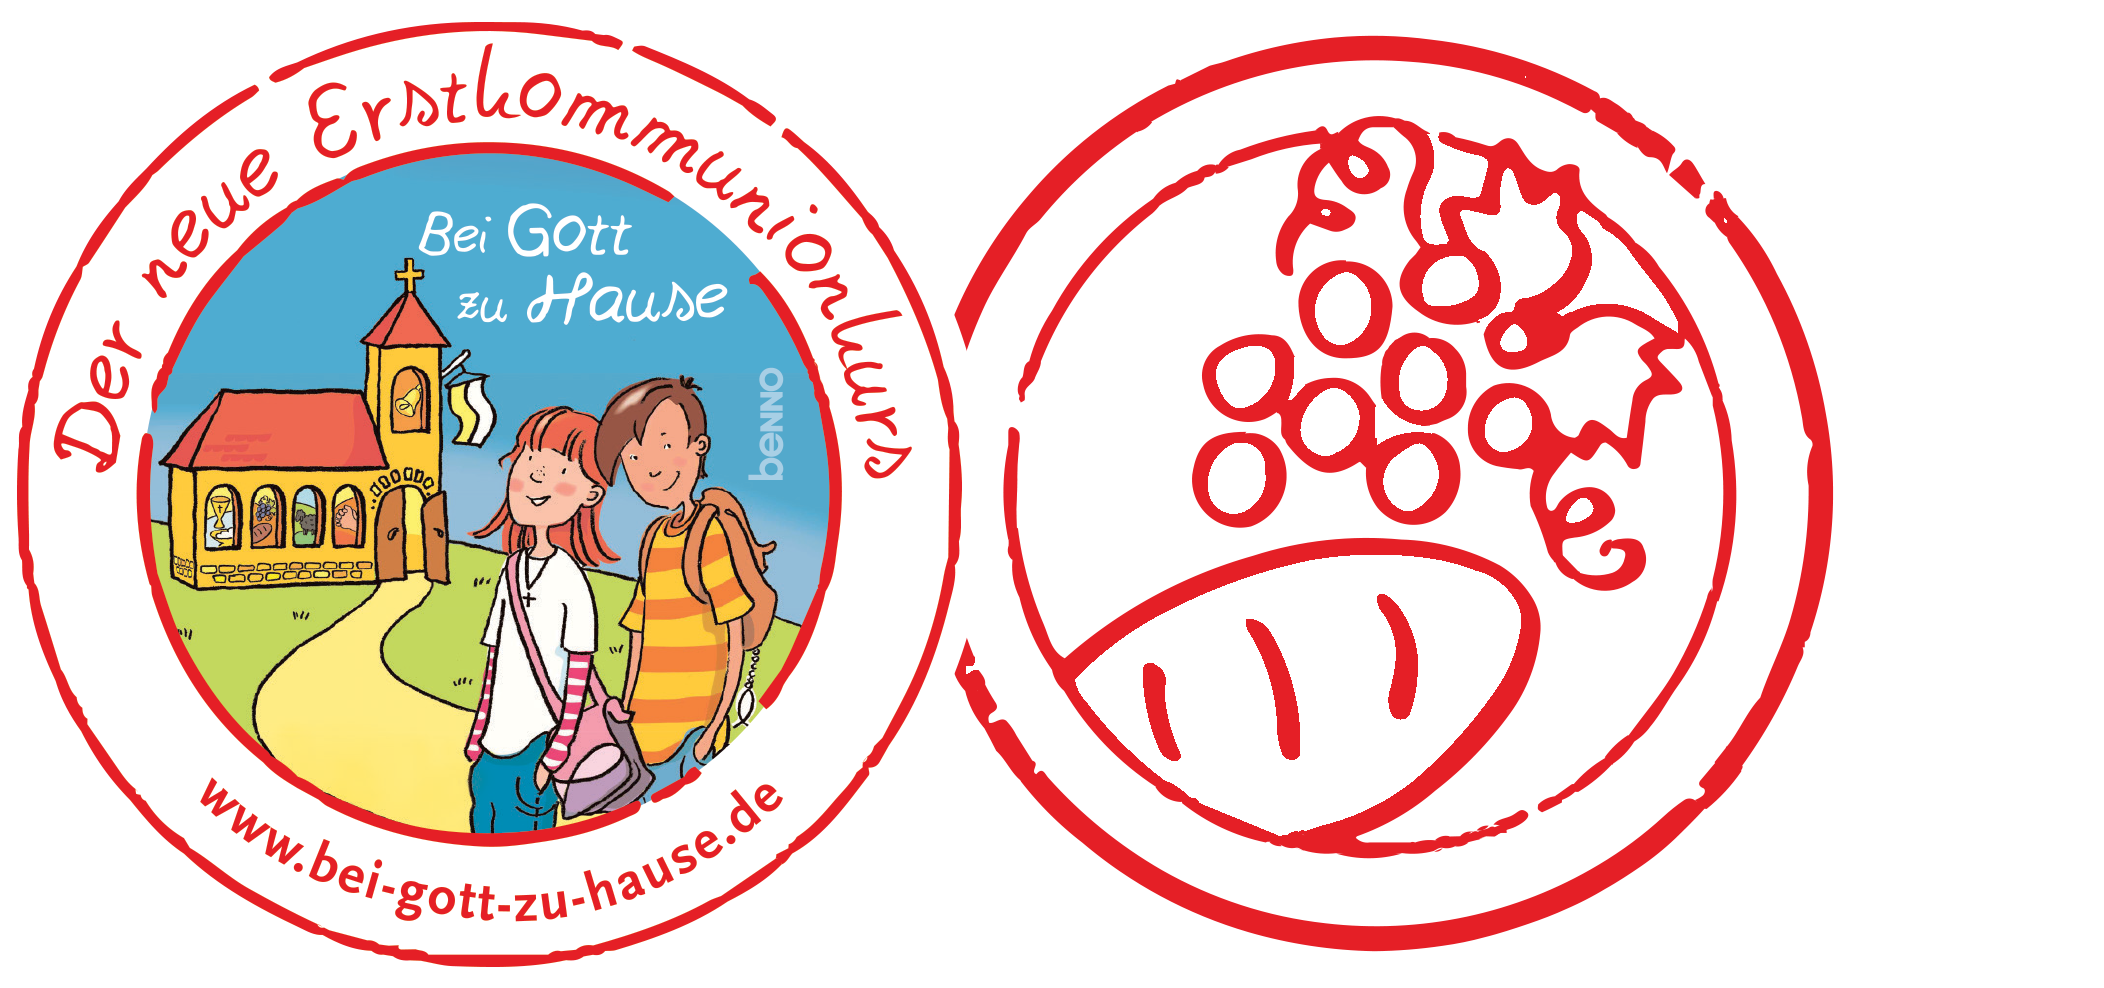 Der neue Erstkommunionkurs
Bei Gott
zu Hause
benno
www.bei-gott-zu-hause.de